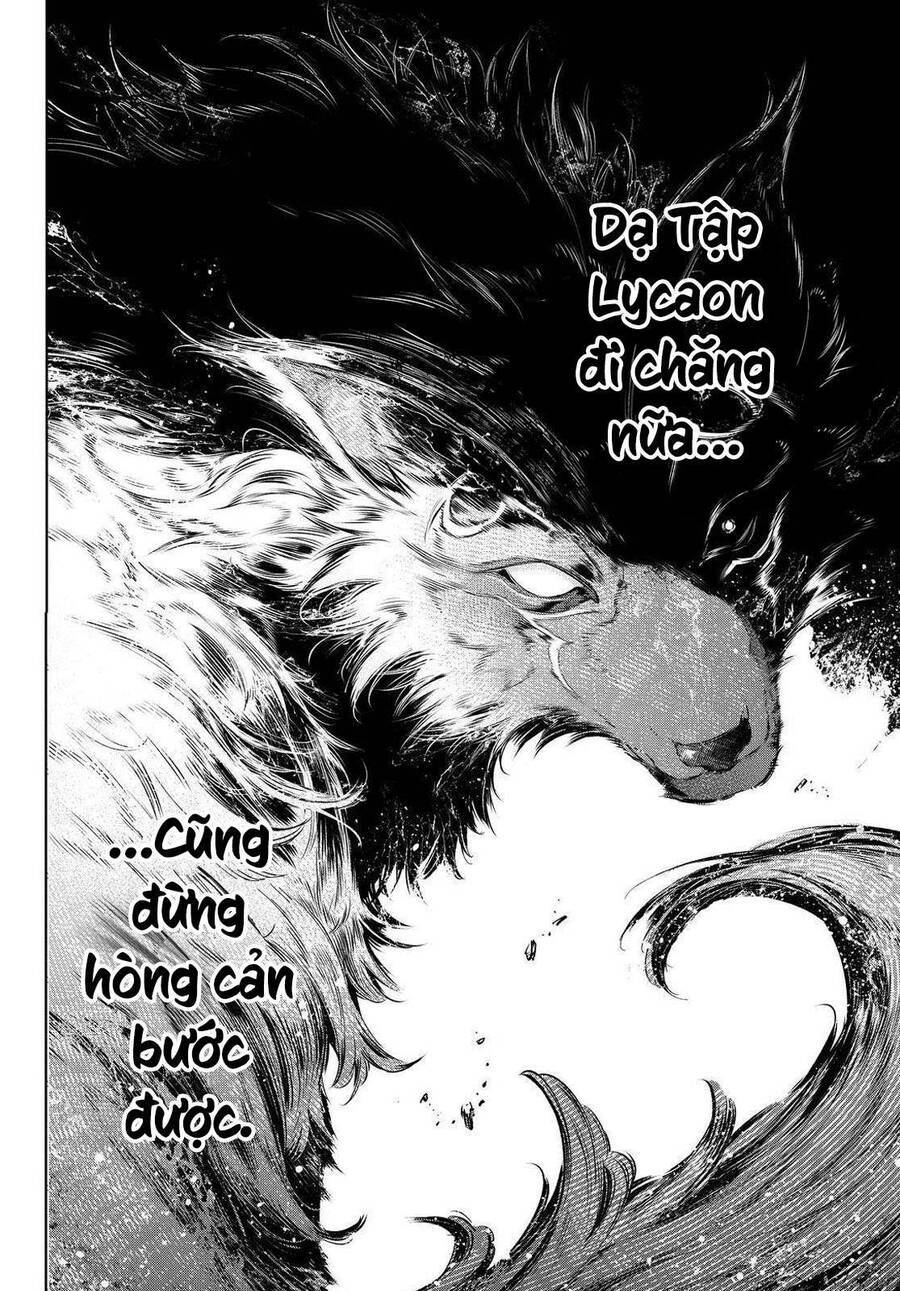 Dạ Tập
Lycaon
đi chăng
nữa...
...Cũng
đừng
hòng cản
bước
được.